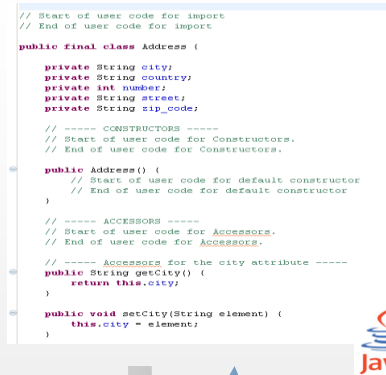 // Start of user code for import
// End of user code for import
public final class Address {
private String city;
private String country;
private int number;
private String street;
private String zip_code;
// ----- CONSTRUCTORS -----
// Start of user code for Constructors.
// End of user code for Constructors.
public Address() {
// Start of user code for default constructor
// End of user code for default constructor
}
// ----- ACCESSORS -----
// Start of user code for Accessors.
// End of user code for Accessors.
// ----- Accessors for the city attribute -----
public String getCity() {
return this.city;
}
public void setCity(String element) {
this.city = element;
}
Jav